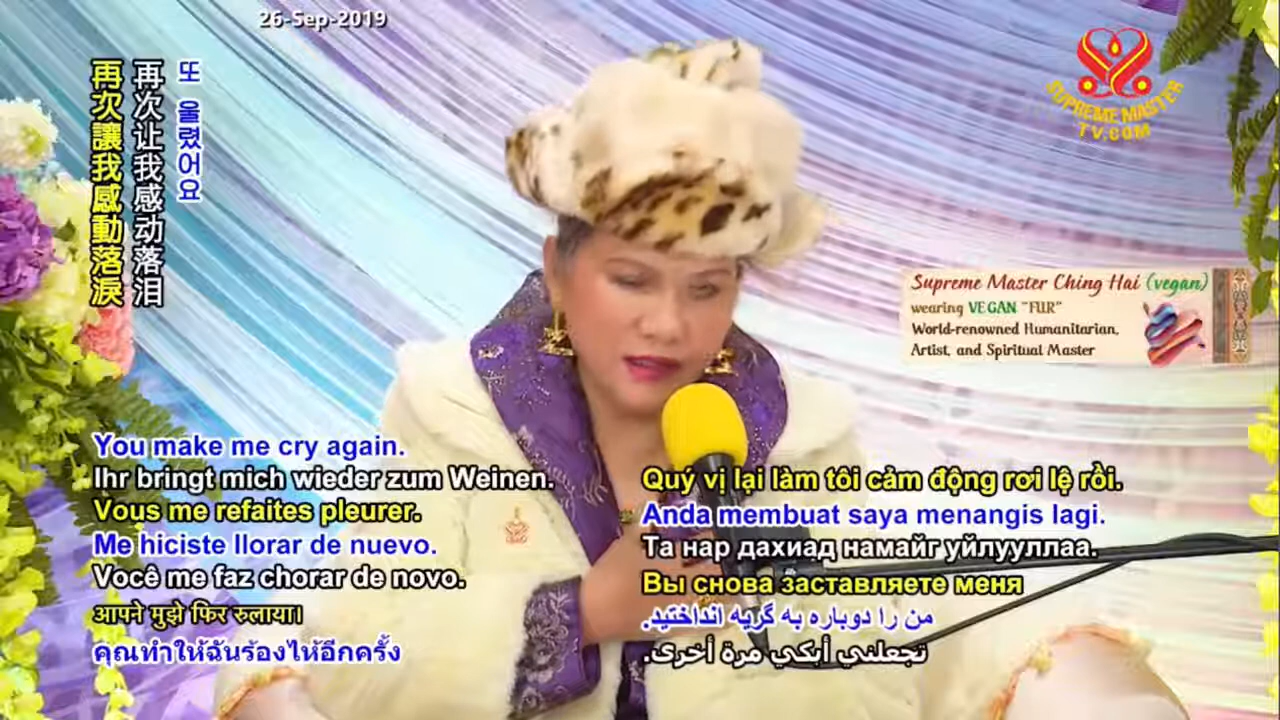 26-Sep-2019
SUPREME MASTER
TV.COM
또 울렸어요
再次让我感动落泪
再次讓我感動落淚
Supreme Master Ching Hai (vegan)
wearing VEGAN "FUR"
World-renowned Humanitarian,
Artist, and Spiritual Master
You make me cry again.
Ihr bringt mich wieder zum Weinen.
Vous me refaites pleurer.
Me hiciste llorar de nuevo.
Você me faz chorar de novo.
आपने मुझे फिर रुलाया।
คุณทำให้ฉันร้องไห้อีกครั้ง
Quý vị lại làm tôi cảm động rơi lệ rồi.
Anda membuat saya menangis lagi.
Та нар дахиад намайг уйлууллаа.
Вы снова заставляете меня
من را دوباره به گریه انداختید.
تجعلني أبكي مرة أخرى.